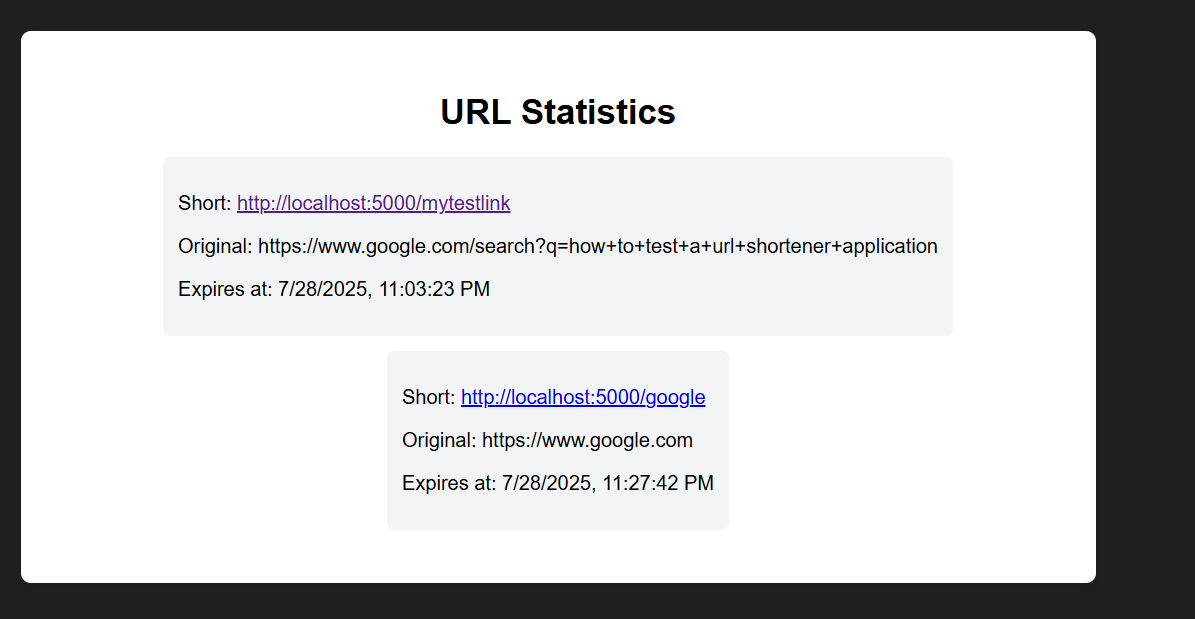 URL Statistics
Short: http://localhost:5000/mytestlink
Original: https://www.google.com/search?q=how+to+test+a+url+shortener+application
Expires at: 7/28/2025, 11:03:23 PM
Short: http://localhost:5000/google
Original: https://www.google.com
Expires at: 7/28/2025, 11:27:42 PM